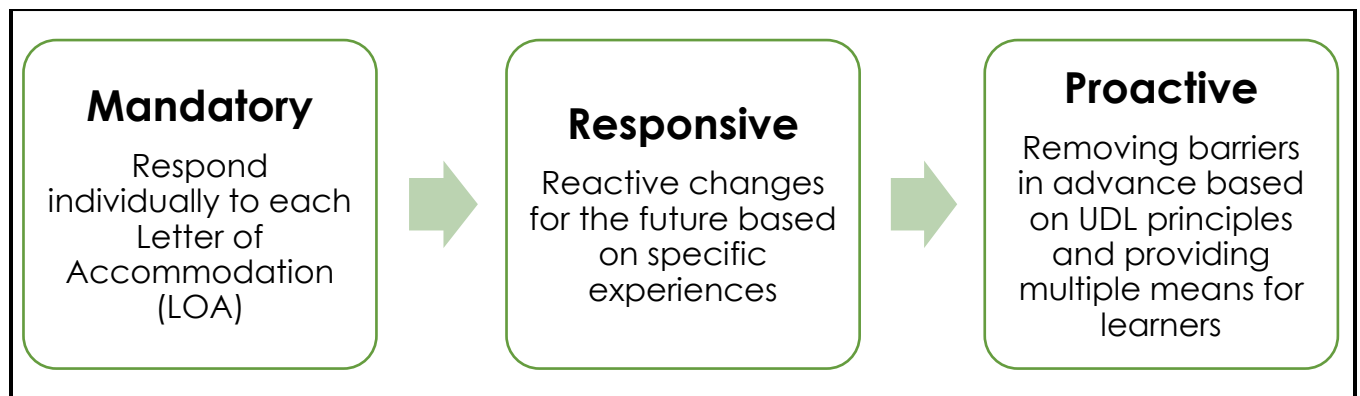 Mandatory
Respond
individually to each
Letter of
Accommodation
(LOA)
Responsive
Reactive changes
for the future based
on specific
experiences
Proactive
Removing barriers
in advance based
on UDL principles
and providing
multiple means for
learners